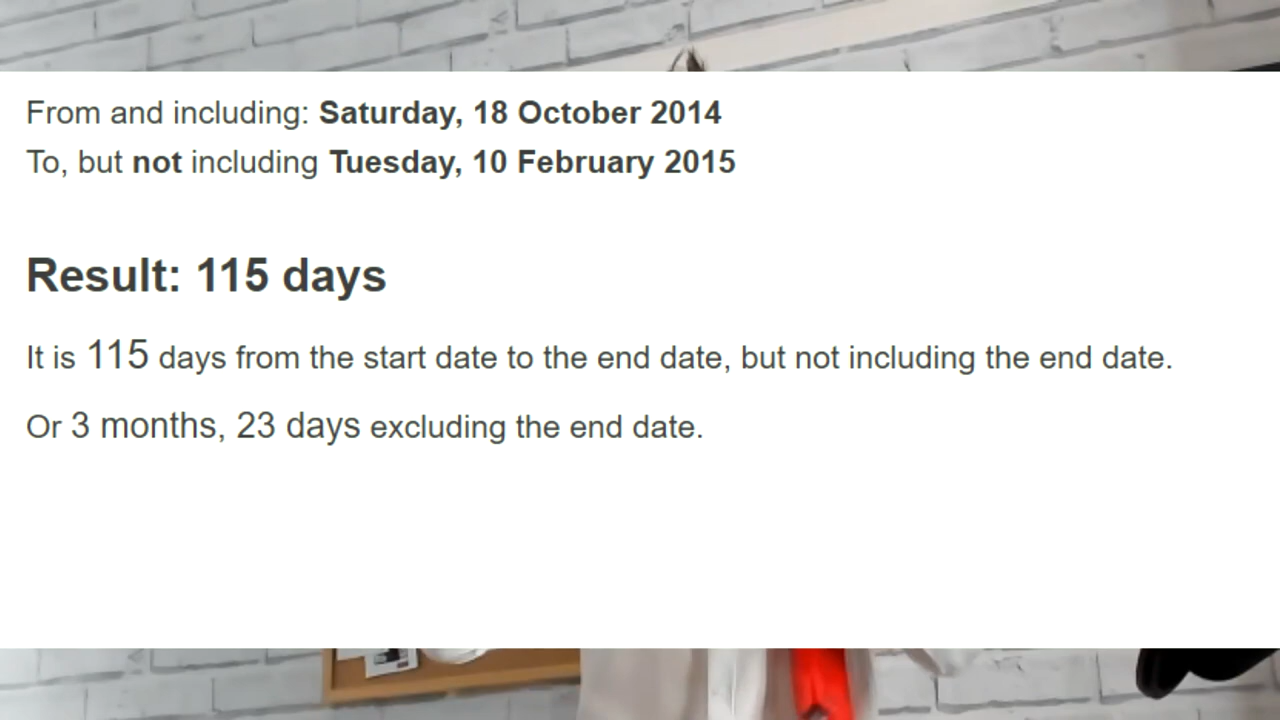 From and including: Saturday, 18 October 2014
To, but not including Tuesday, 10 February 2015
Result: 115 days
It is 115 days from the start date to the end date, but not including the end date.
Or 3 months, 23 days excluding the end date.